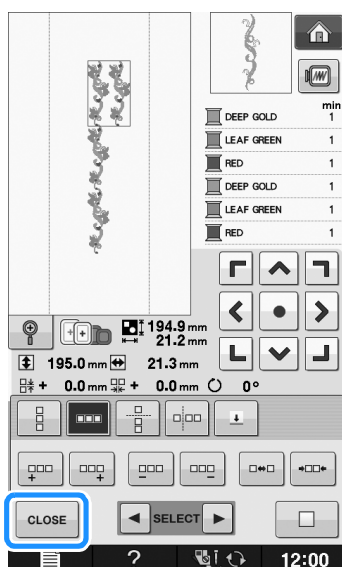 min
DEEP GOLD 1
LEAF GREEN 1
RED 1
DEEP GOLD 1
LEAF GREEN 1
RED 1
194.9 mm
21.2 mm
195.0 mm 21.3 mm
+ 0.0 mm + 0.0 mm 0°
+ + - -
CLOSE SELECT
? 12:00